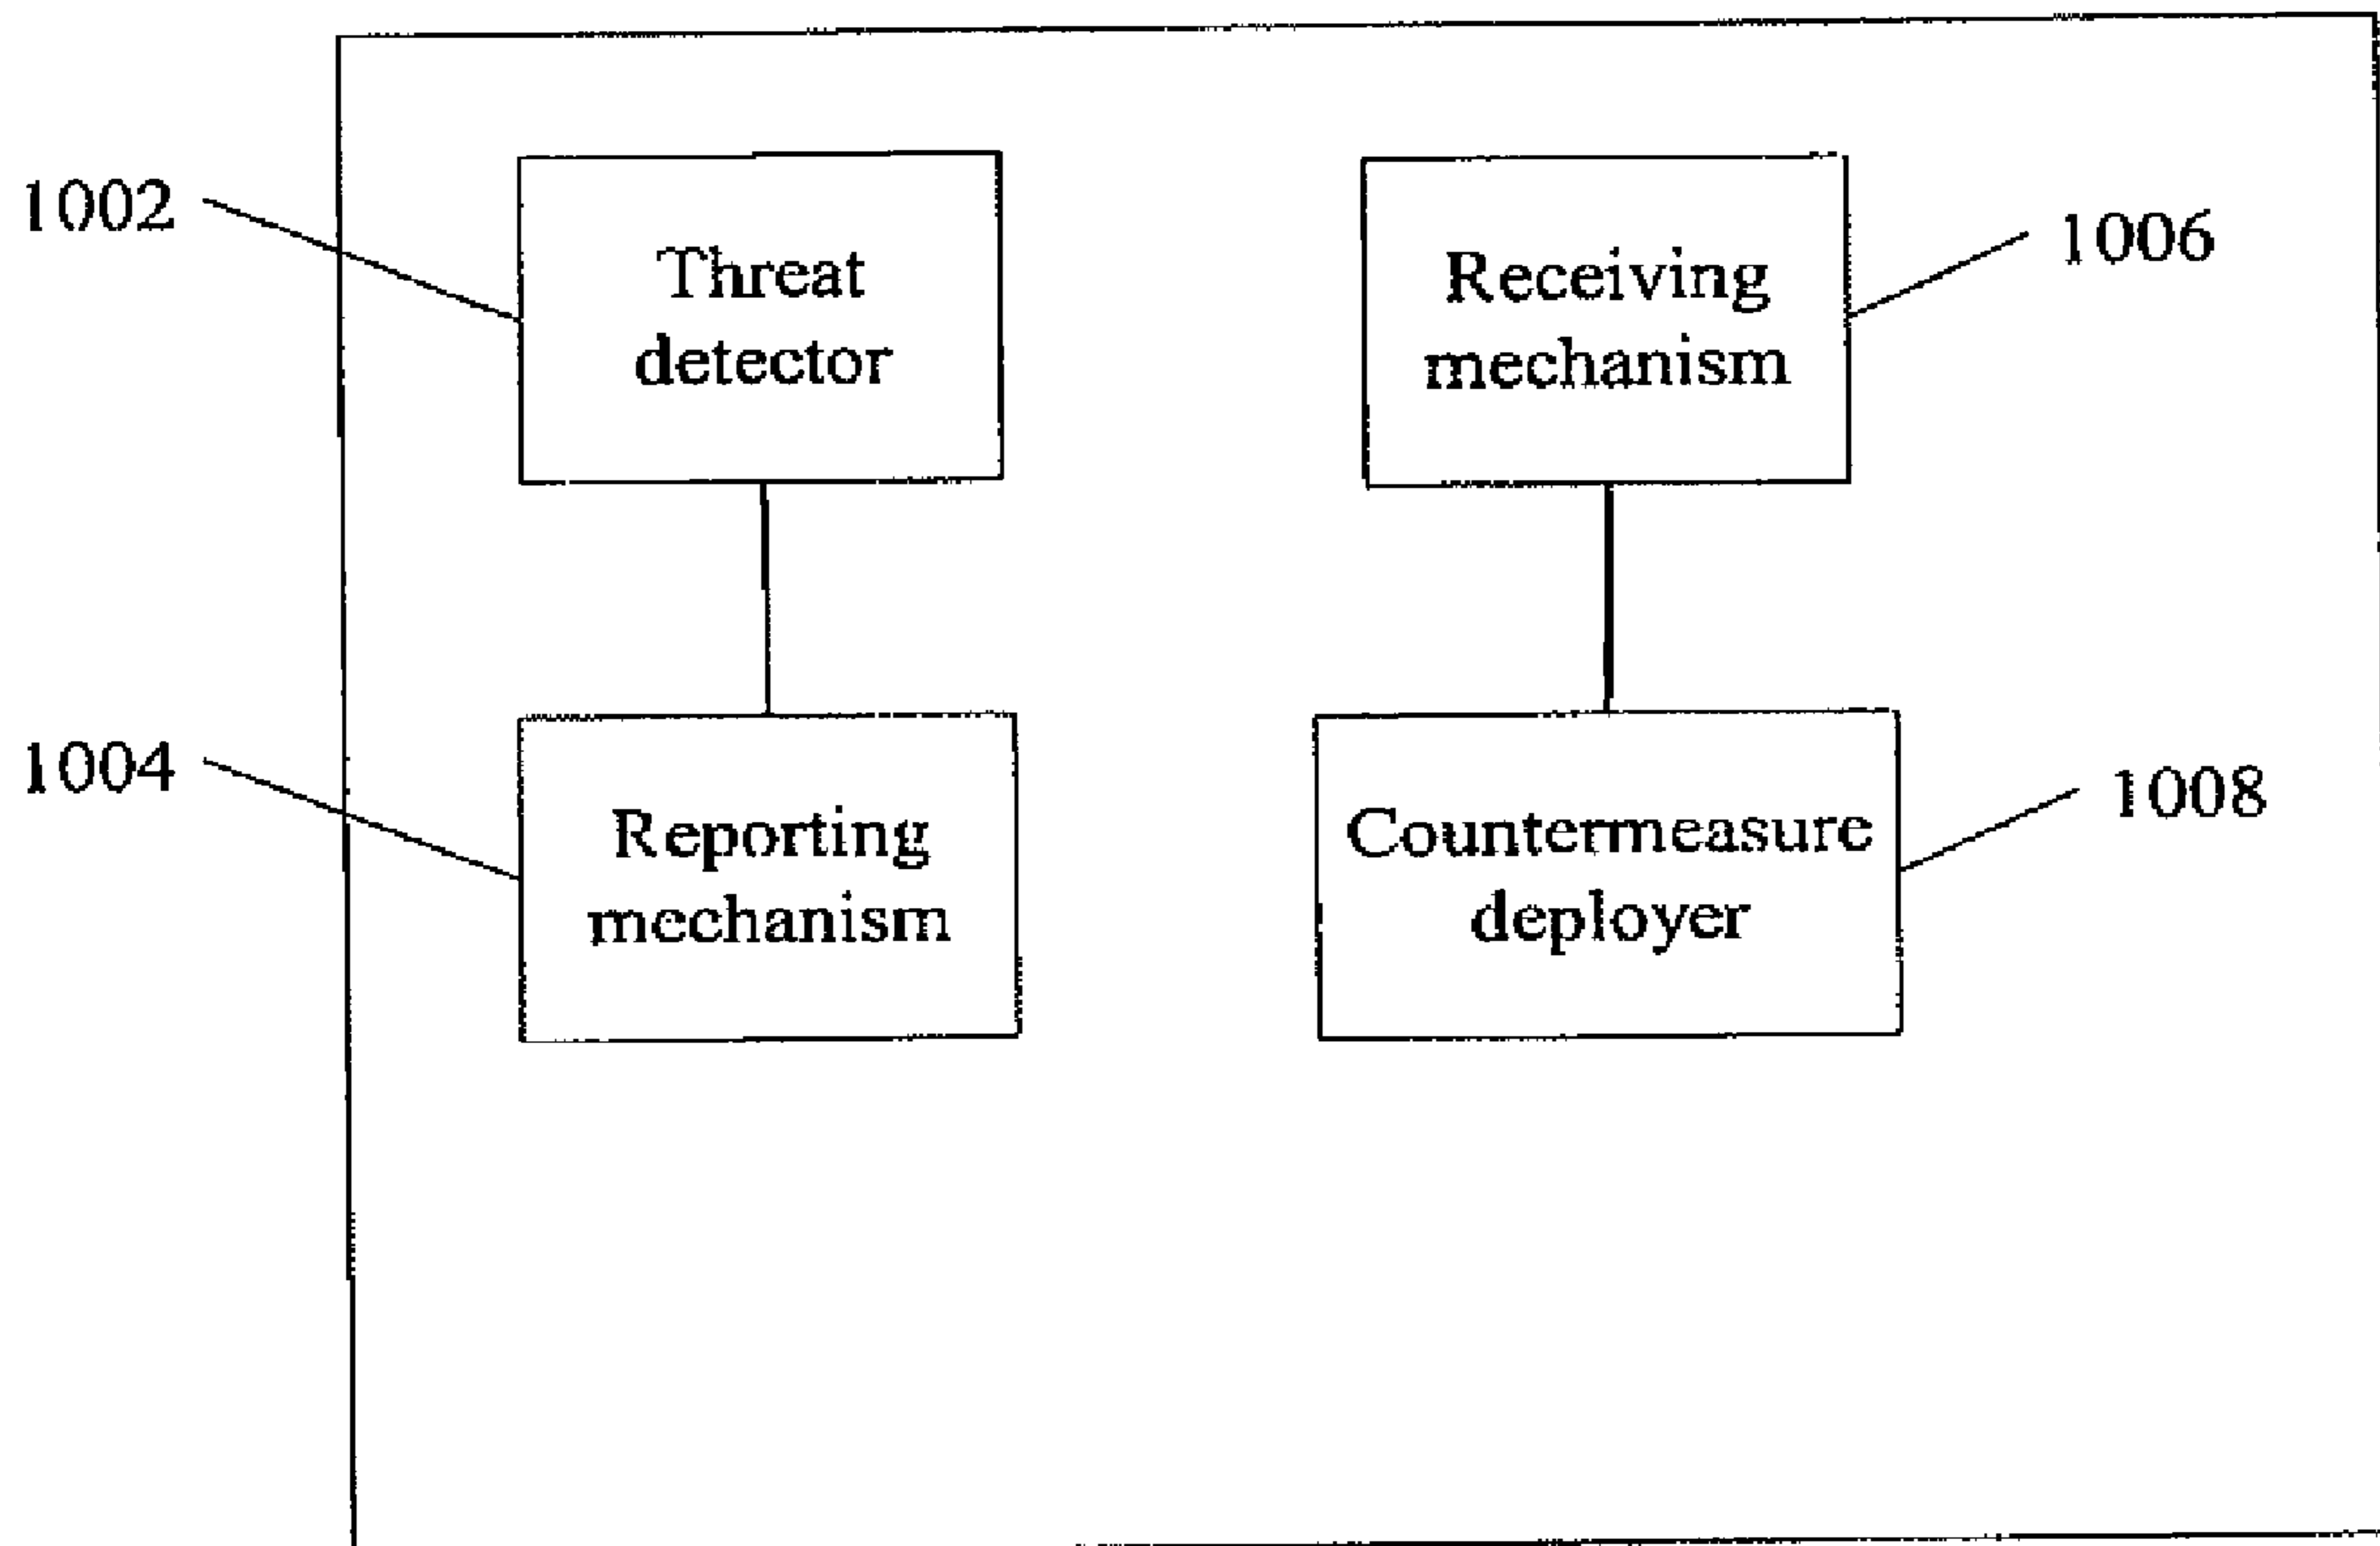 1002
Threat
detector
Receiving
mechanism
1006
1004
Reporting
mechanism
Countermeasure
deployer
1008